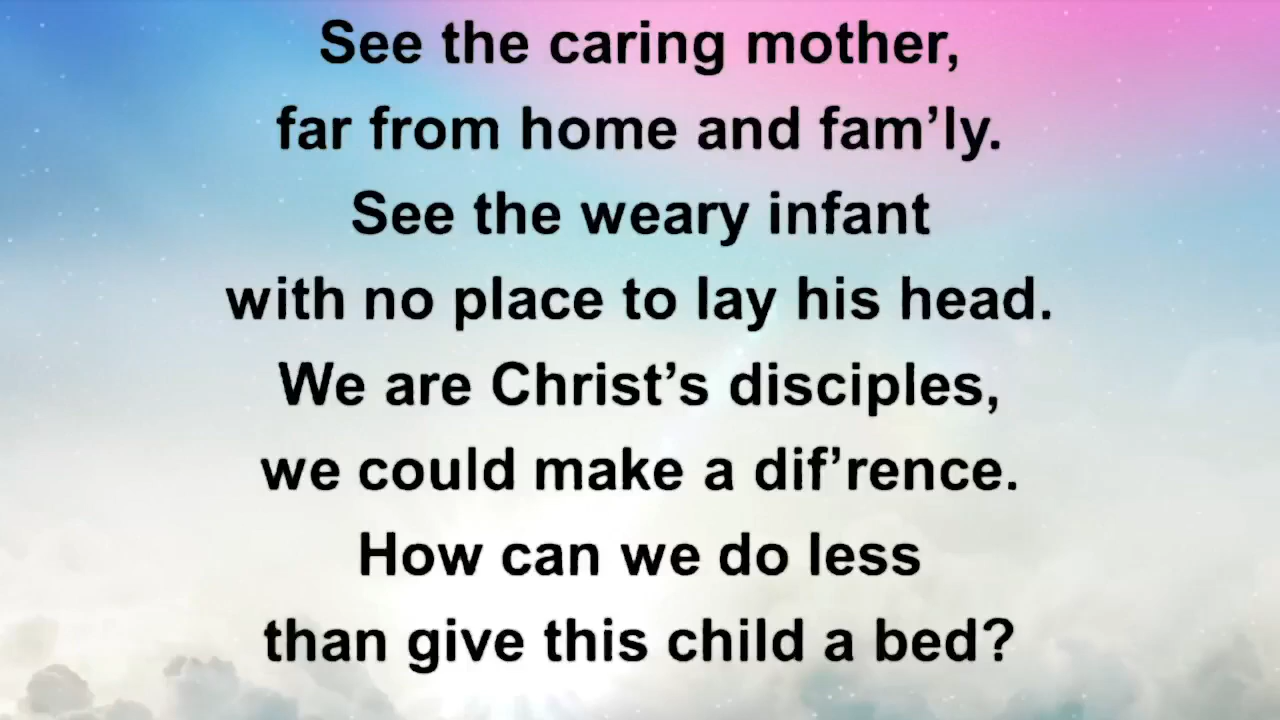 See the caring mother,
far from home and fam’ly.
See the weary infant
with no place to lay his head.
We are Christ’s disciples,
we could make a dif’rence.
How can we do less
than give this child a bed?